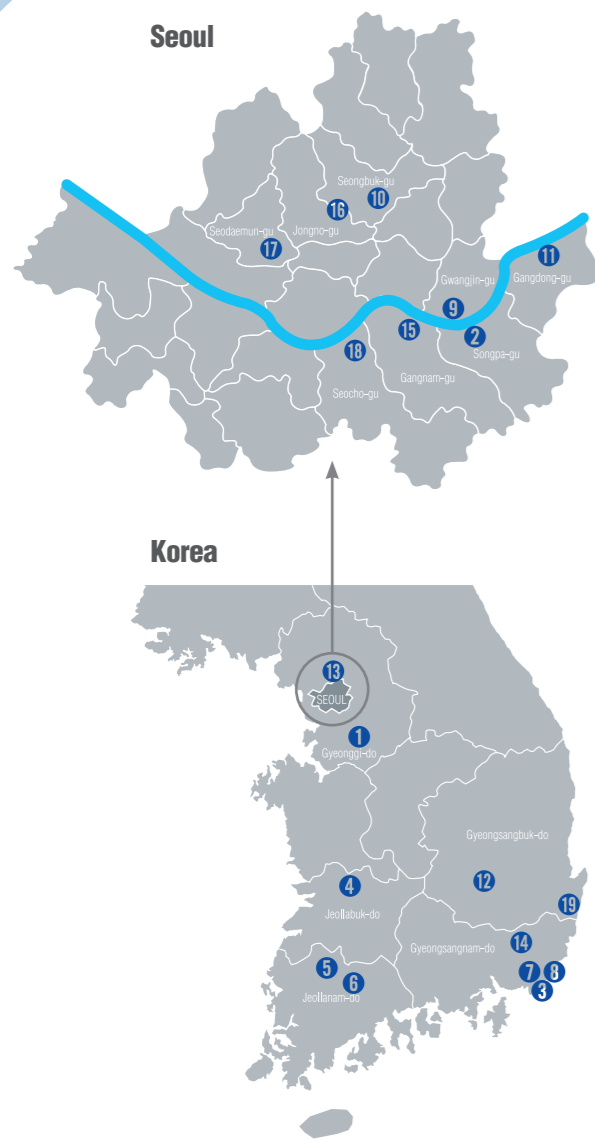 Seoul
Seongbuk-gu
10
16
Seodaemun-gu
Jongno-gu
17
11
Gwangjin-gu
Gangdong-gu
9
15
2
18
Songpa-gu
Gangnam-gu
Seocho-gu
Korea
13
SEOUL
1
Gyeonggi-do
Gyeongsangbuk-do
12
4
19
Jeollabuk-do
14
Gyeongsangnam-do
5
7
8
6
3
Jeollanam-do